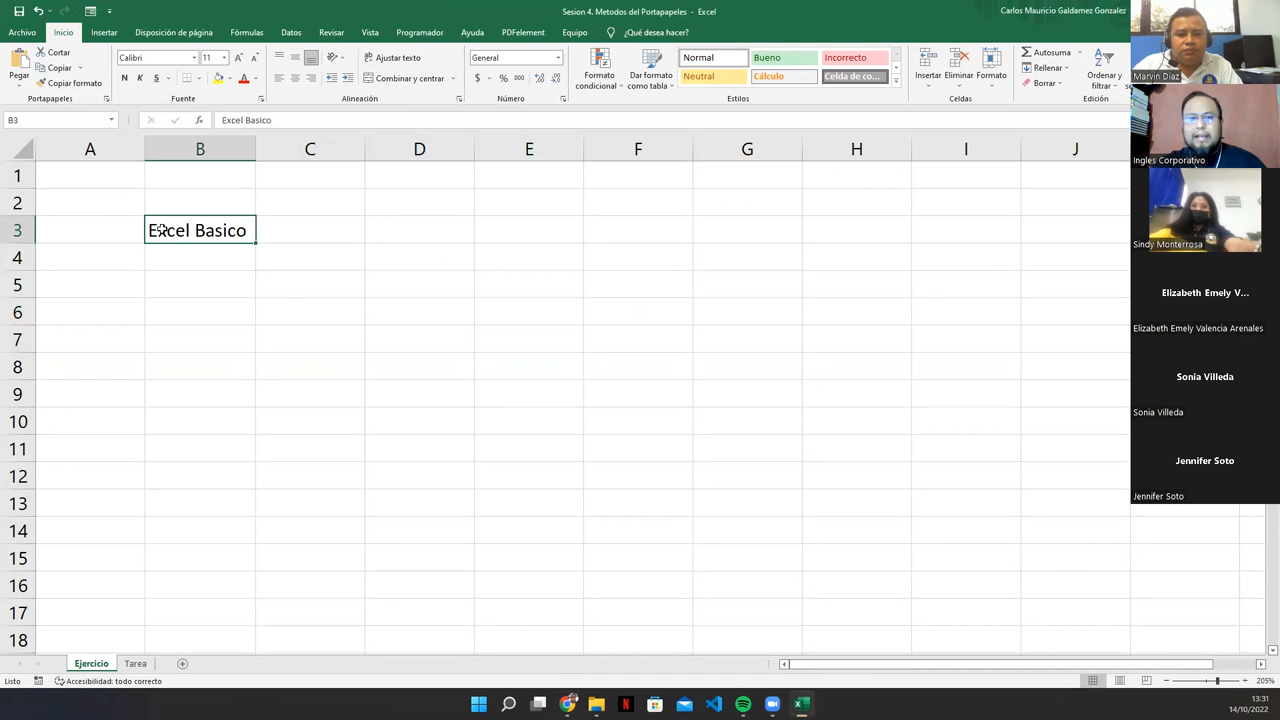 Sesion 4. Metodos del Portapapeles - Excel
Carlos Mauricio Galdamez Gonzalez
Archivo Inicio Insertar Disposición de página Fórmulas Datos Revisar Vista Programador Ayuda PDFelement Equipo ¿Qué desea hacer?
Pegar
Cortar
Copiar
Copiar formato
Portapapeles
Calibri 11
N K S
Fuente
Ajustar texto
Combinar y centrar
Alineación
General
$ % 000
Número
Formato condicional
Dar formato como tabla
Normal Bueno Incorrecto
Neutral Cálculo Celda de co...
Estilos
Insertar Eliminar Formato
Celdas
Autosuma
Rellenar
Borrar
Ordenar y filtrar
Edición
B3
fx
Excel Basico
A B C D E F G H I J
1
2
3 Excel Basico
4
5
6
7
8
9
10
11
12
13
14
15
16
17
18
Marvin Diaz
Ingles Corporativo
Sindy Monterrosa
Elizabeth Emely V...
Elizabeth Emely Valencia Arenales
Sonia Villeda
Sonia Villeda
Jennifer Soto
Jennifer Soto
Ejercicio Tarea
Listo
Accesibilidad: todo correcto
205%
13:31
14/10/2022